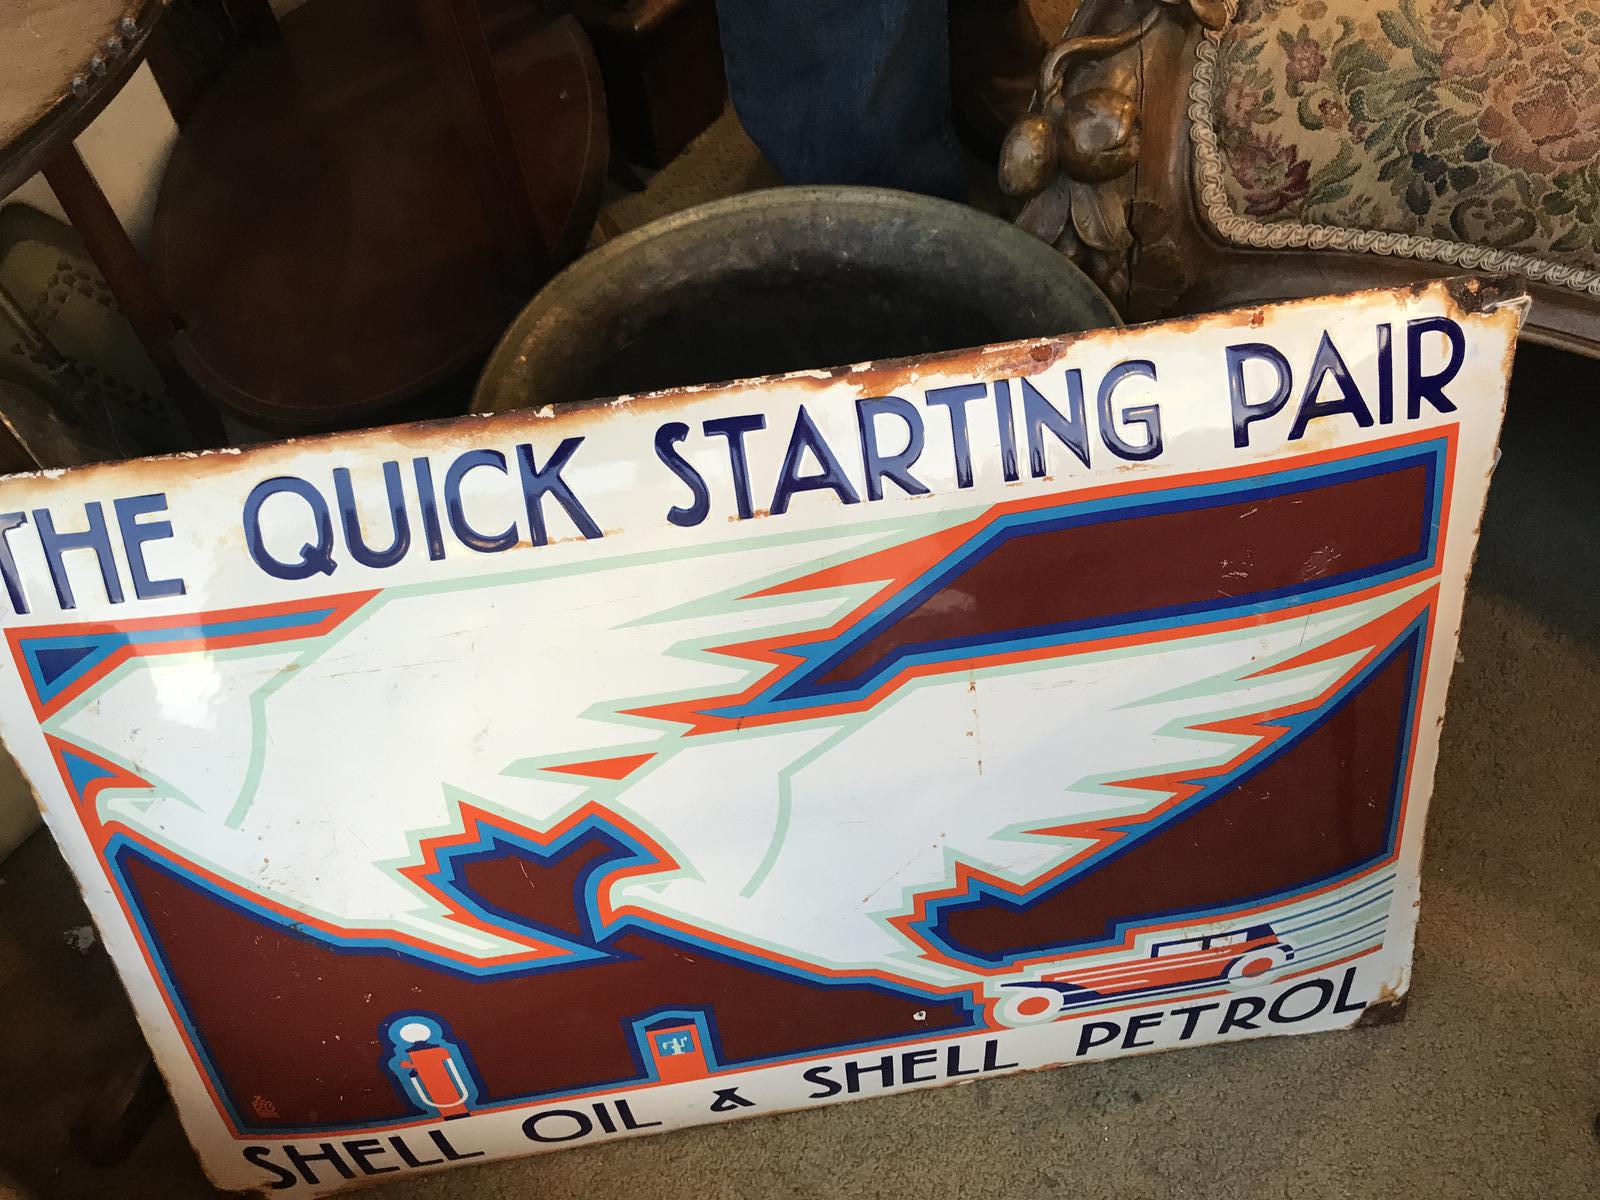 THE QUICK STARTING PAIR
SHELL OIL & SHELL PETROL